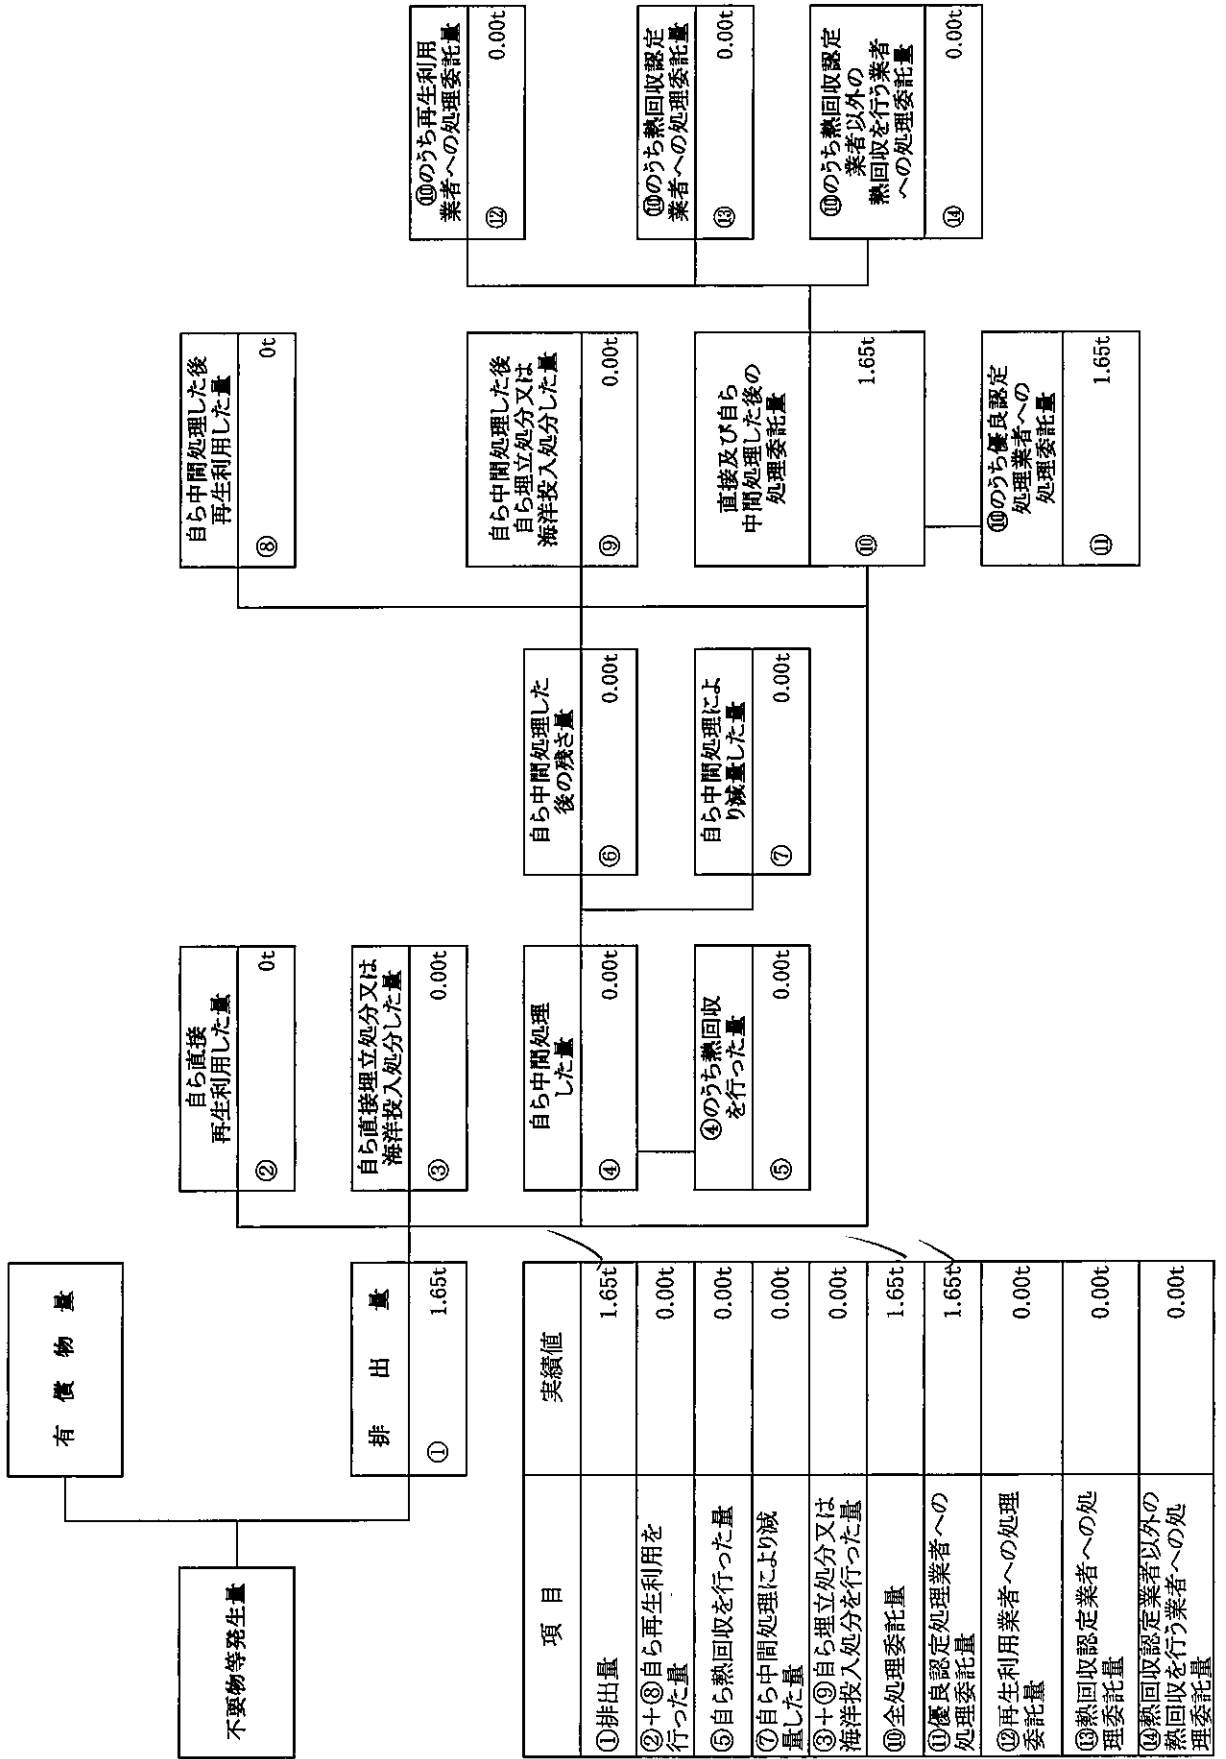 不要物等発生量
有償物量
排出量
① 1.65t
自ら直接
再生利用した量
② 0t
自ら直接埋立処分又は
海洋投入処分した量
③ 0.00t
自ら中間処理
した量
④ 0.00t
④のうち熱回収
を行った量
⑤ 0.00t
自ら中間処理した
後の残さ量
⑥ 0.00t
自ら中間処理によ
り減量した量
⑦ 0.00t
自ら中間処理した後
再生利用した量
⑧ 0t
自ら中間処理した後
自ら埋立処分又は
海洋投入処分した量
⑨ 0.00t
直接及び自ら
中間処理した後の
処理委託量
⑩ 1.65t
⑩のうち優良認定
処理業者への
処理委託量
⑪ 1.65t
⑩のうち再生利用
業者への処理委託量
⑫ 0.00t
⑩のうち熱回収認定
業者への処理委託量
⑬ 0.00t
⑩のうち熱回収認定
業者以外の
熱回収を行う業者
への処理委託量
⑭ 0.00t
項目 実績値
①排出量 1.65t
②+⑧自ら再生利用を
行った量 0.00t
⑤自ら熱回収を行った量 0.00t
⑦自ら中間処理により減
量した量 0.00t
③+⑨自ら埋立処分又は
海洋投入処分を行った量 0.00t
⑩全処理委託量 1.65t
⑪優良認定処理業者への
処理委託量 1.65t
⑫再生利用業者への処理
委託量 0.00t
⑬熱回収認定業者への処
理委託量 0.00t
⑭熱回収認定業者以外の
熱回収を行う業者への処
理委託量 0.00t